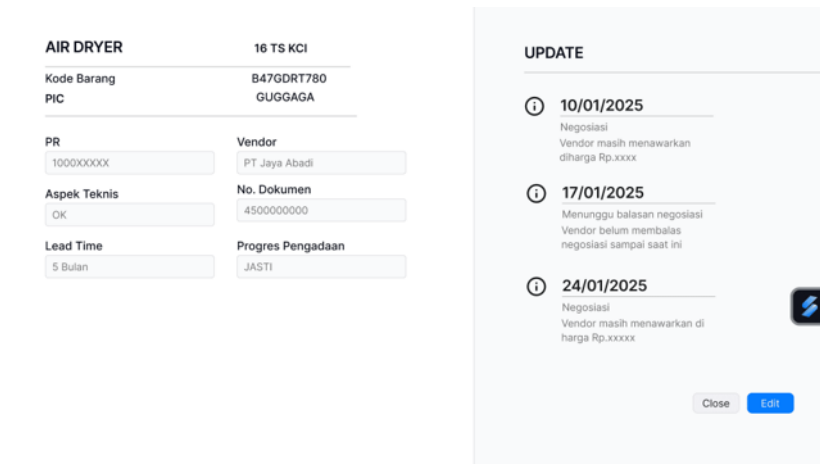 AIR DRYER
16 TS KCI
Kode Barang
B47GDRT780
PIC
GUGGAGA
PR
Vendor
1000XXXXX
PT Jaya Abadi
Aspek Teknis
No. Dokumen
OK
4500000000
Lead Time
Progres Pengadaan
5 Bulan
JASTI
UPDATE
10/01/2025
Negosiasi
Vendor masih menawarkan
diharga Rp.xxxx
17/01/2025
Menunggu balasan negosiasi
Vendor belum membalas
negosiasi sampai saat ini
24/01/2025
Negosiasi
Vendor masih menawarkan di
harga Rp.xxxxx
Close
Edit